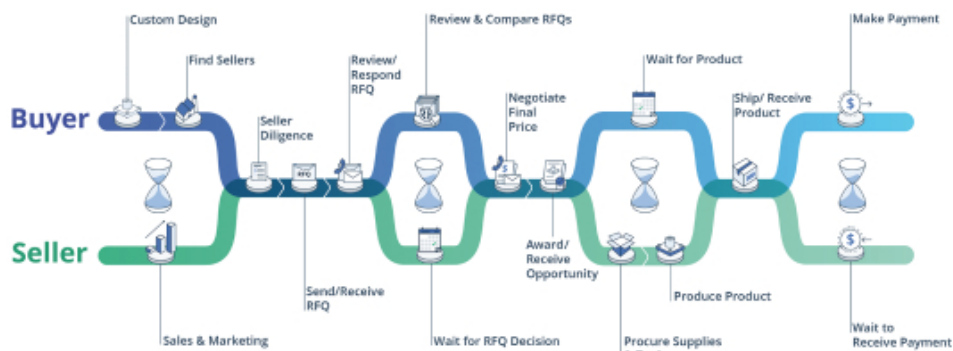 Custom Design
Review & Compare RFQs
Make Payment
Find Sellers
Review/
Respond
RFQ
Wait for Product
Negotiate
Final
Price
Ship/ Receive
Product
Buyer
Seller
Diligence
RFQ
Seller
Award/
Receive
Opportunity
Send/Receive
RFQ
Produce Product
Sales & Marketing
Wait for RFQ Decision
Procure Supplies
Wait to
Receive Payment